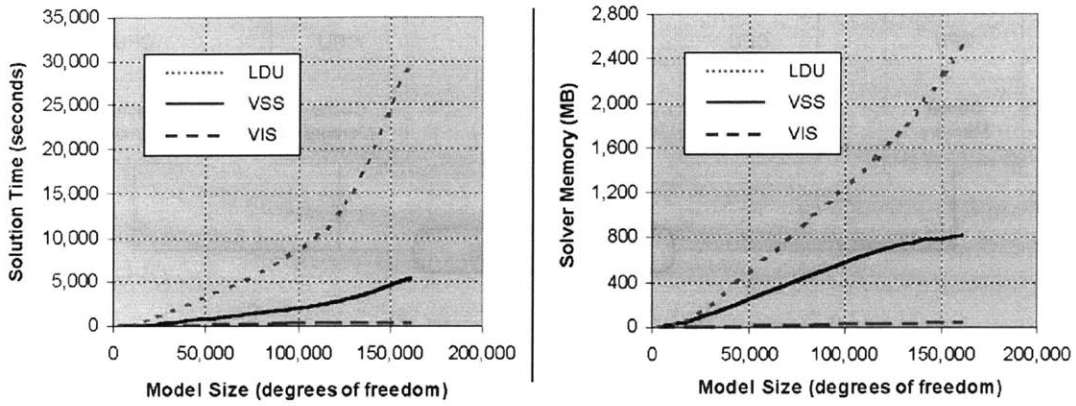 35,000
30,000
25,000
20,000
15,000
10,000
5,000
0
Solution Time (seconds)
LDU
VSS
VIS
0 50,000 100,000 150,000 200,000
Model Size (degrees of freedom)
2,800
2,400
2,000
1,600
1,200
800
400
0
Solver Memory (MB)
LDU
VSS
VIS
0 50,000 100,000 150,000 200,000
Model Size (degrees of freedom)